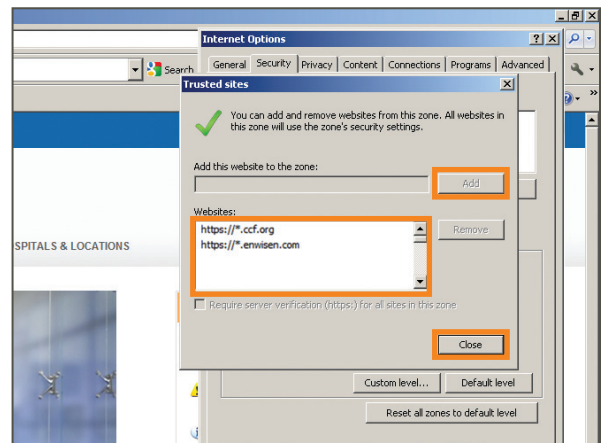 Internet Options
Search
General Security Privacy Content Connections Programs Advanced
Trusted sites
You can add and remove websites from this zone. All websites in
this zone will use the zone's security settings.
Add this website to the zone:
Add
Websites:
https://*.ccf.org
https://*.enwisen.com
Remove
SPITALS & LOCATIONS
Require server verification (https:) for all sites in this zone
Close
Custom level...
Default level
Reset all zones to default level